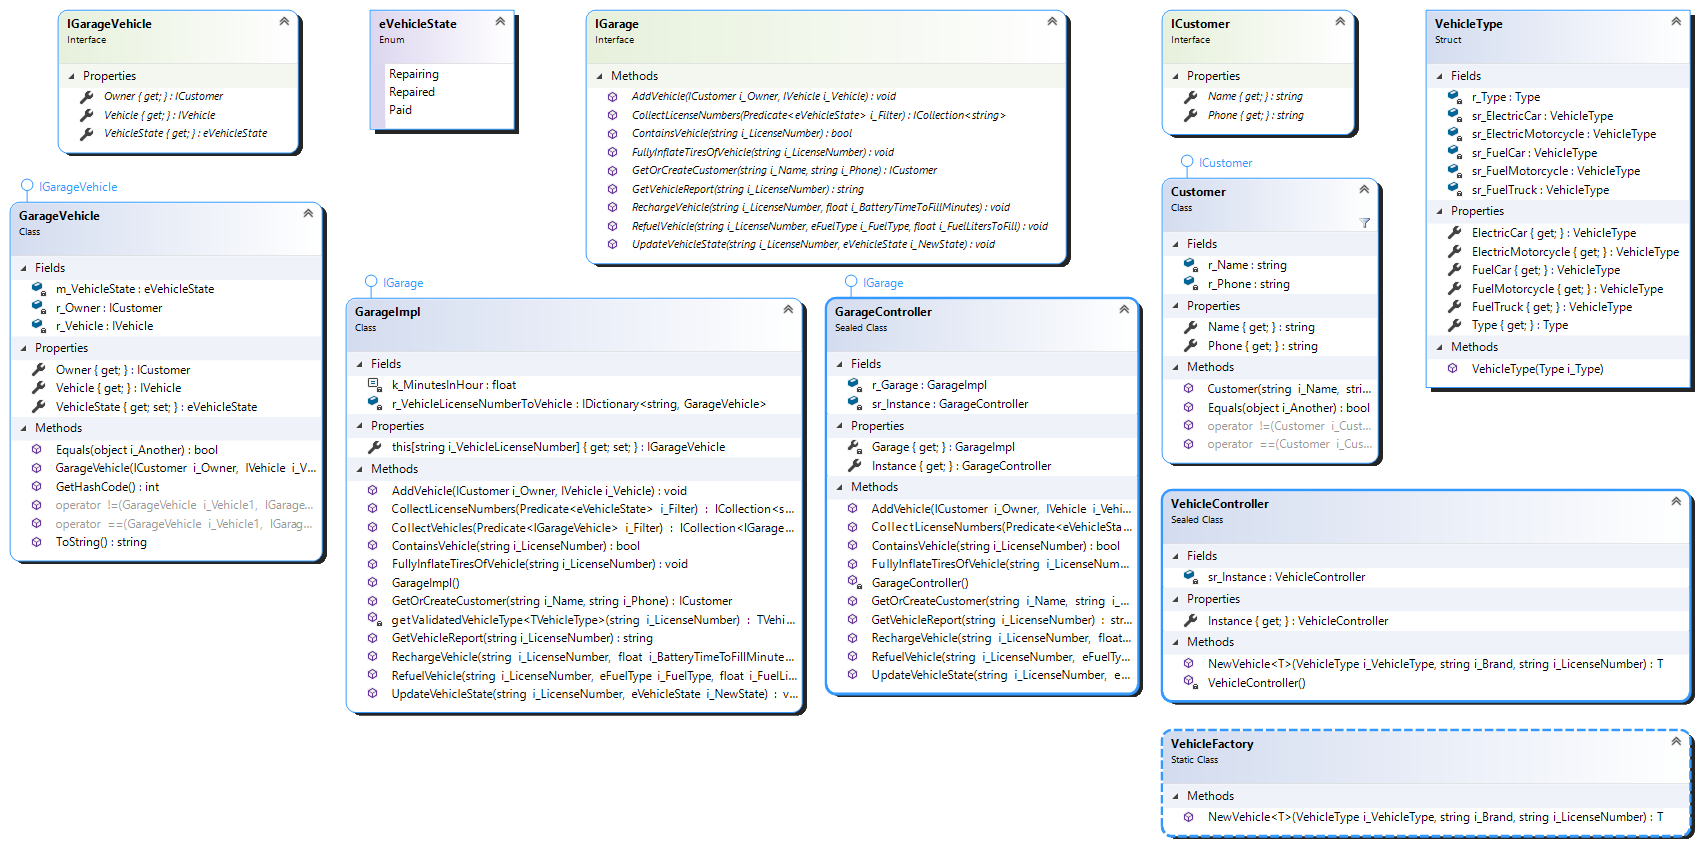 IGarageVehicle
Interface
Properties
Owner { get; } : ICustomer
Vehicle { get; } : IVehicle
VehicleState { get; } : eVehicleState
eVehicleState
Enum
Repairing
Repaired
Paid
IGarage
Interface
Methods
AddVehicle(ICustomer i_Owner, IVehicle i_Vehicle) : void
CollectLicenseNumbers(Predicate<eVehicleState> i_Filter) : ICollection<string>
ContainsVehicle(string i_LicenseNumber) : bool
FullyInflateTiresOfVehicle(string i_LicenseNumber) : void
GetOrCreateCustomer(string i_Name, string i_Phone) : ICustomer
GetVehicleReport(string i_LicenseNumber) : string
RechargeVehicle(string i_LicenseNumber, float i_BatteryTimeToFillMinutes) : void
RefuelVehicle(string i_LicenseNumber, eFuelType i_FuelType, float i_FuelLitersToFill) : void
UpdateVehicleState(string i_LicenseNumber, eVehicleState i_NewState) : void
ICustomer
Interface
Properties
Name { get; } : string
Phone { get; } : string
VehicleType
Struct
Fields
r_Type : Type
sr_ElectricCar : VehicleType
sr_ElectricMotorcycle : VehicleType
sr_FuelCar : VehicleType
sr_FuelMotorcycle : VehicleType
sr_FuelTruck : VehicleType
Properties
ElectricCar { get; } : VehicleType
ElectricMotorcycle { get; } : VehicleType
FuelCar { get; } : VehicleType
FuelMotorcycle { get; } : VehicleType
FuelTruck { get; } : VehicleType
Type { get; } : Type
Methods
VehicleType(Type i_Type)
IGarageVehicle
GarageVehicle
Class
Fields
m_VehicleState : eVehicleState
r_Owner : ICustomer
r_Vehicle : IVehicle
Properties
Owner { get; } : ICustomer
Vehicle { get; } : IVehicle
VehicleState { get; set; } : eVehicleState
Methods
Equals(object i_Another) : bool
GarageVehicle(ICustomer i_Owner, IVehicle i_V...
GetHashCode() : int
operator !=(GarageVehicle i_Vehicle1, IGarage...
operator ==(GarageVehicle i_Vehicle1, IGarag...
ToString() : string
IGarage
GarageImpl
Class
Fields
k_MinutesInHour : float
r_VehicleLicenseNumberToVehicle : IDictionary<string, GarageVehicle>
Properties
this[string i_VehicleLicenseNumber] { get; set; } : IGarageVehicle
Methods
AddVehicle(ICustomer i_Owner, IVehicle i_Vehicle) : void
CollectLicenseNumbers(Predicate<eVehicleState> i_Filter) : ICollection<s...
CollectVehicles(Predicate<IGarageVehicle> i_Filter) : ICollection<IGarage...
ContainsVehicle(string i_LicenseNumber) : bool
FullyInflateTiresOfVehicle(string i_LicenseNumber) : void
GarageImpl()
GetOrCreateCustomer(string i_Name, string i_Phone) : ICustomer
getValidatedVehicleType<TVehicleType>(string i_LicenseNumber) : TVehi...
GetVehicleReport(string i_LicenseNumber) : string
RechargeVehicle(string i_LicenseNumber, float i_BatteryTimeToFillMinute...
RefuelVehicle(string i_LicenseNumber, eFuelType i_FuelType, float i_FuelLi...
UpdateVehicleState(string i_LicenseNumber, eVehicleState i_NewState) : v...
IGarage
GarageController
Sealed Class
Fields
r_Garage : GarageImpl
sr_Instance : GarageController
Properties
Garage { get; } : GarageImpl
Instance { get; } : GarageController
Methods
AddVehicle(ICustomer i_Owner, IVehicle i_Vehi...
CollectLicenseNumbers(Predicate<eVehicleSta...
ContainsVehicle(string i_LicenseNumber) : bool
FullyInflateTiresOfVehicle(string i_LicenseNum...
GarageController()
GetOrCreateCustomer(string i_Name, string i_...
GetVehicleReport(string i_LicenseNumber) : str...
RechargeVehicle(string i_LicenseNumber, float...
RefuelVehicle(string i_LicenseNumber, eFuelTy...
UpdateVehicleState(string i_LicenseNumber, e...
ICustomer
Customer
Class
Fields
r_Name : string
r_Phone : string
Properties
Name { get; } : string
Phone { get; } : string
Methods
Customer(string i_Name, stri...
Equals(object i_Another) : bool
operator !=(Customer i_Cust...
operator ==(Customer i_Cus...
VehicleController
Sealed Class
Fields
sr_Instance : VehicleController
Properties
Instance { get; } : VehicleController
Methods
NewVehicle<T>(VehicleType i_VehicleType, string i_Brand, string i_LicenseNumber) : T
VehicleController()
VehicleFactory
Static Class
Methods
NewVehicle<T>(VehicleType i_VehicleType, string i_Brand, string i_LicenseNumber) : T